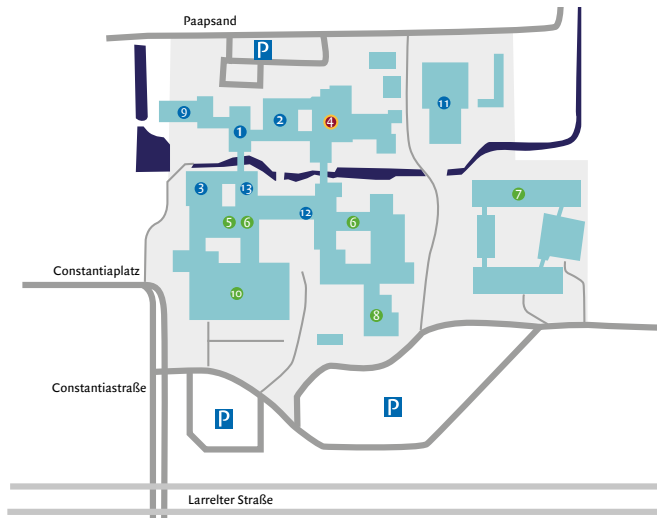 Paapsand
P
11
9
2
4
1
3
13
7
12
5
6
6
Constantiaplatz
10
8
Constantiastraße
P
P
Larrelter Straße